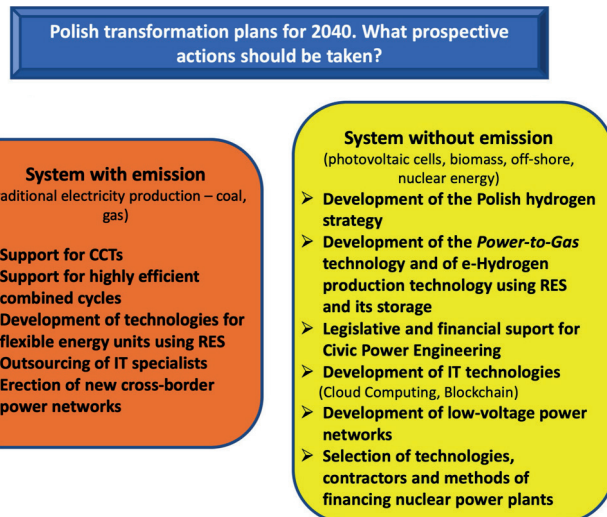 Polish transformation plans for 2040. What prospective
actions should be taken?
System with emission
aditional electricity production – coal,
gas)
Support for CCTs
Support for highly efficient
combined cycles
Development of technologies for
flexible energy units using RES
Outsourcing of IT specialists
Erection of new cross-border
power networks
System without emission
(photovoltaic cells, biomass, off-shore,
nuclear energy)
➢ Development of the Polish hydrogen
strategy
➢ Development of the Power-to-Gas
technology and of e-Hydrogen
production technology using RES
and its storage
➢ Legislative and financial suport for
Civic Power Engineering
➢ Development of IT technologies
(Cloud Computing, Blockchain)
➢ Development of low-voltage power
networks
➢ Selection of technologies,
contractors and methods of
financing nuclear power plants